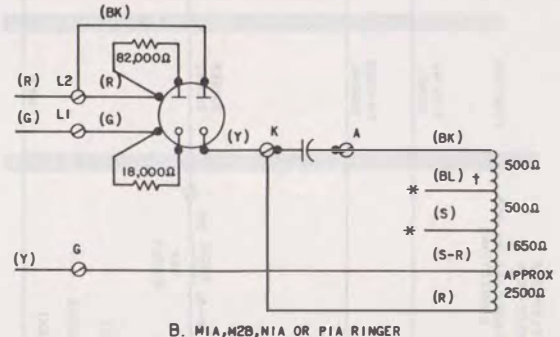 (BK)
82,000Ω
(R) L2 (R)
(G) L1 (G)
(Y) K A (BK)
18,000Ω
500Ω
* (BL) †
500Ω
* (S)
1650Ω
(Y) G (S-R)
APPROX
2500Ω
(R)
B. M1A,M2B,N1A OR P1A RINGER